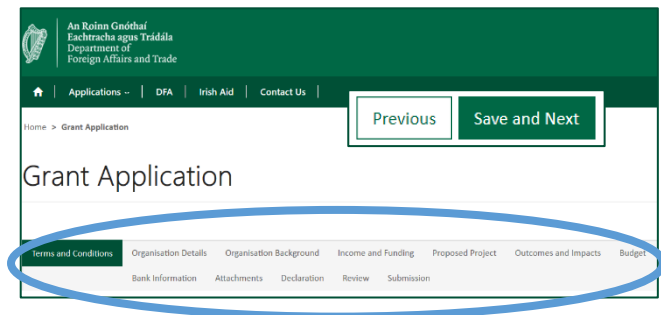 An Roinn Gnóthaí
Eachtracha agus Trádála
Department of
Foreign Affairs and Trade
Applications
DFA
Irish Aid
Contact Us
Home > Grant Application
Previous
Save and Next
Grant Application
Terms and Conditions
Organisation Details
Organisation Background
Income and Funding
Proposed Project
Outcomes and Impacts
Budget
Bank Information
Attachments
Declaration
Review
Submission